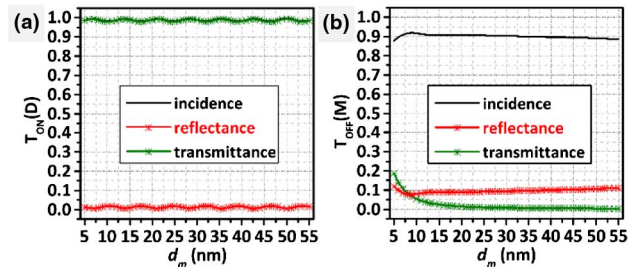 (a)
1.0
0.9
0.8
0.7
0.6
0.5
0.4
0.3
0.2
0.1
0.0
T_ON(D)
incidence
reflectance
transmittance
5 10 15 20 25 30 35 40 45 50 55
d_m (nm)
(b)
1.0
0.9
0.8
0.7
0.6
0.5
0.4
0.3
0.2
0.1
0.0
T_OFF(M)
incidence
reflectance
transmittance
5 10 15 20 25 30 35 40 45 50 55
d_m (nm)